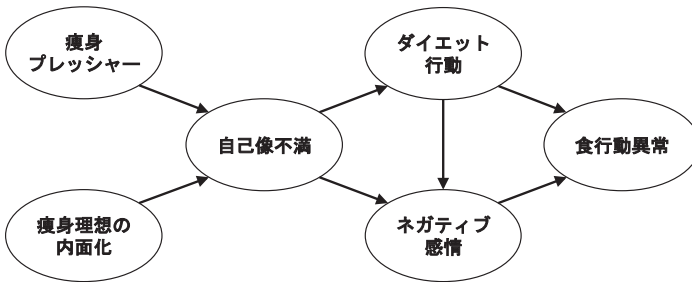 痩身
プレッシャー
ダイエット
行動
自己像不満
食行動異常
痩身理想の
内面化
ネガティブ
感情